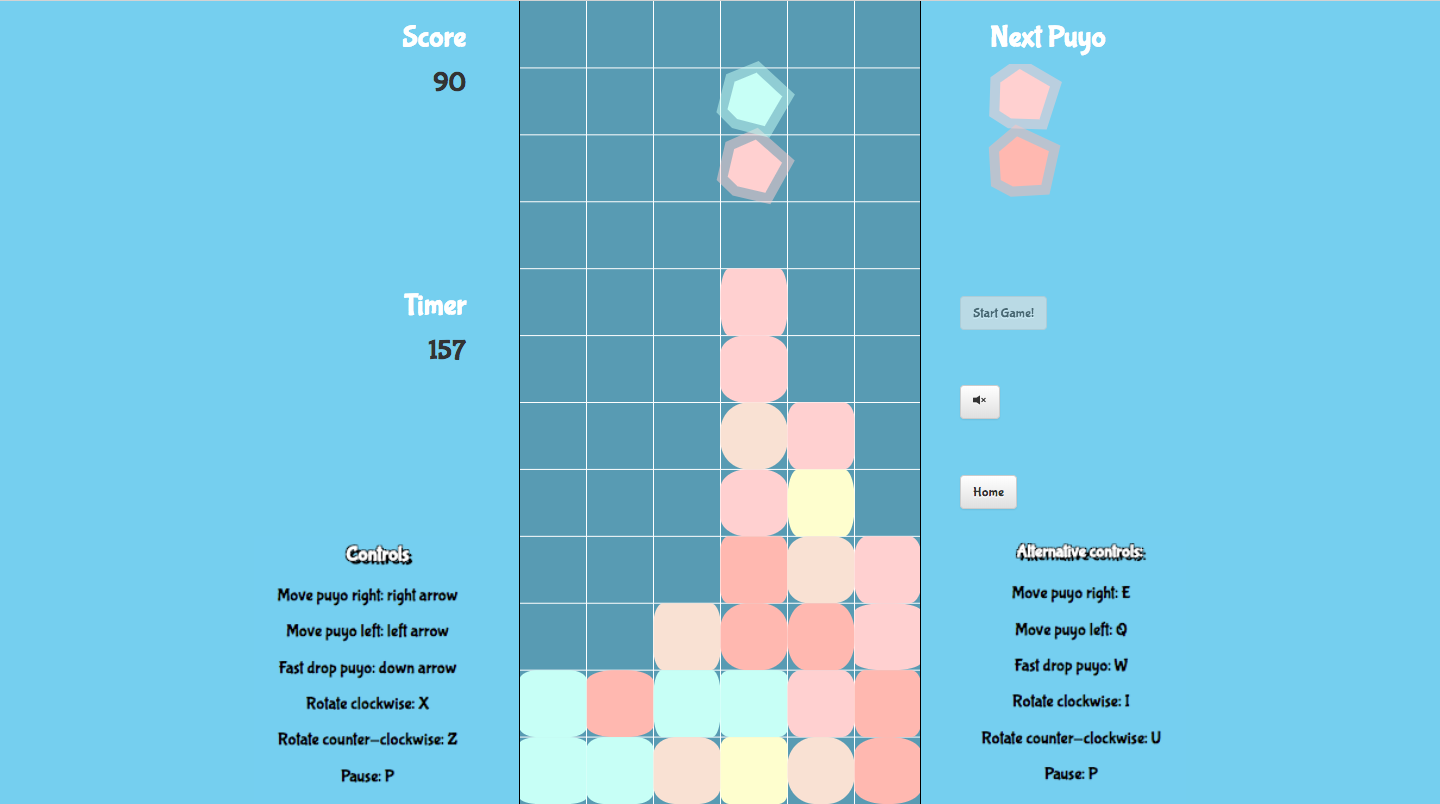 Score
90
Timer
157
Controls
Move puyo right: right arrow
Move puyo left: left arrow
Fast drop puyo: down arrow
Rotate clockwise: X
Rotate counter-clockwise: Z
Pause: P
Next Puyo
Start Game!
Home
Alternative controls:
Move puyo right: E
Move puyo left: Q
Fast drop puyo: W
Rotate clockwise: I
Rotate counter-clockwise: U
Pause: P